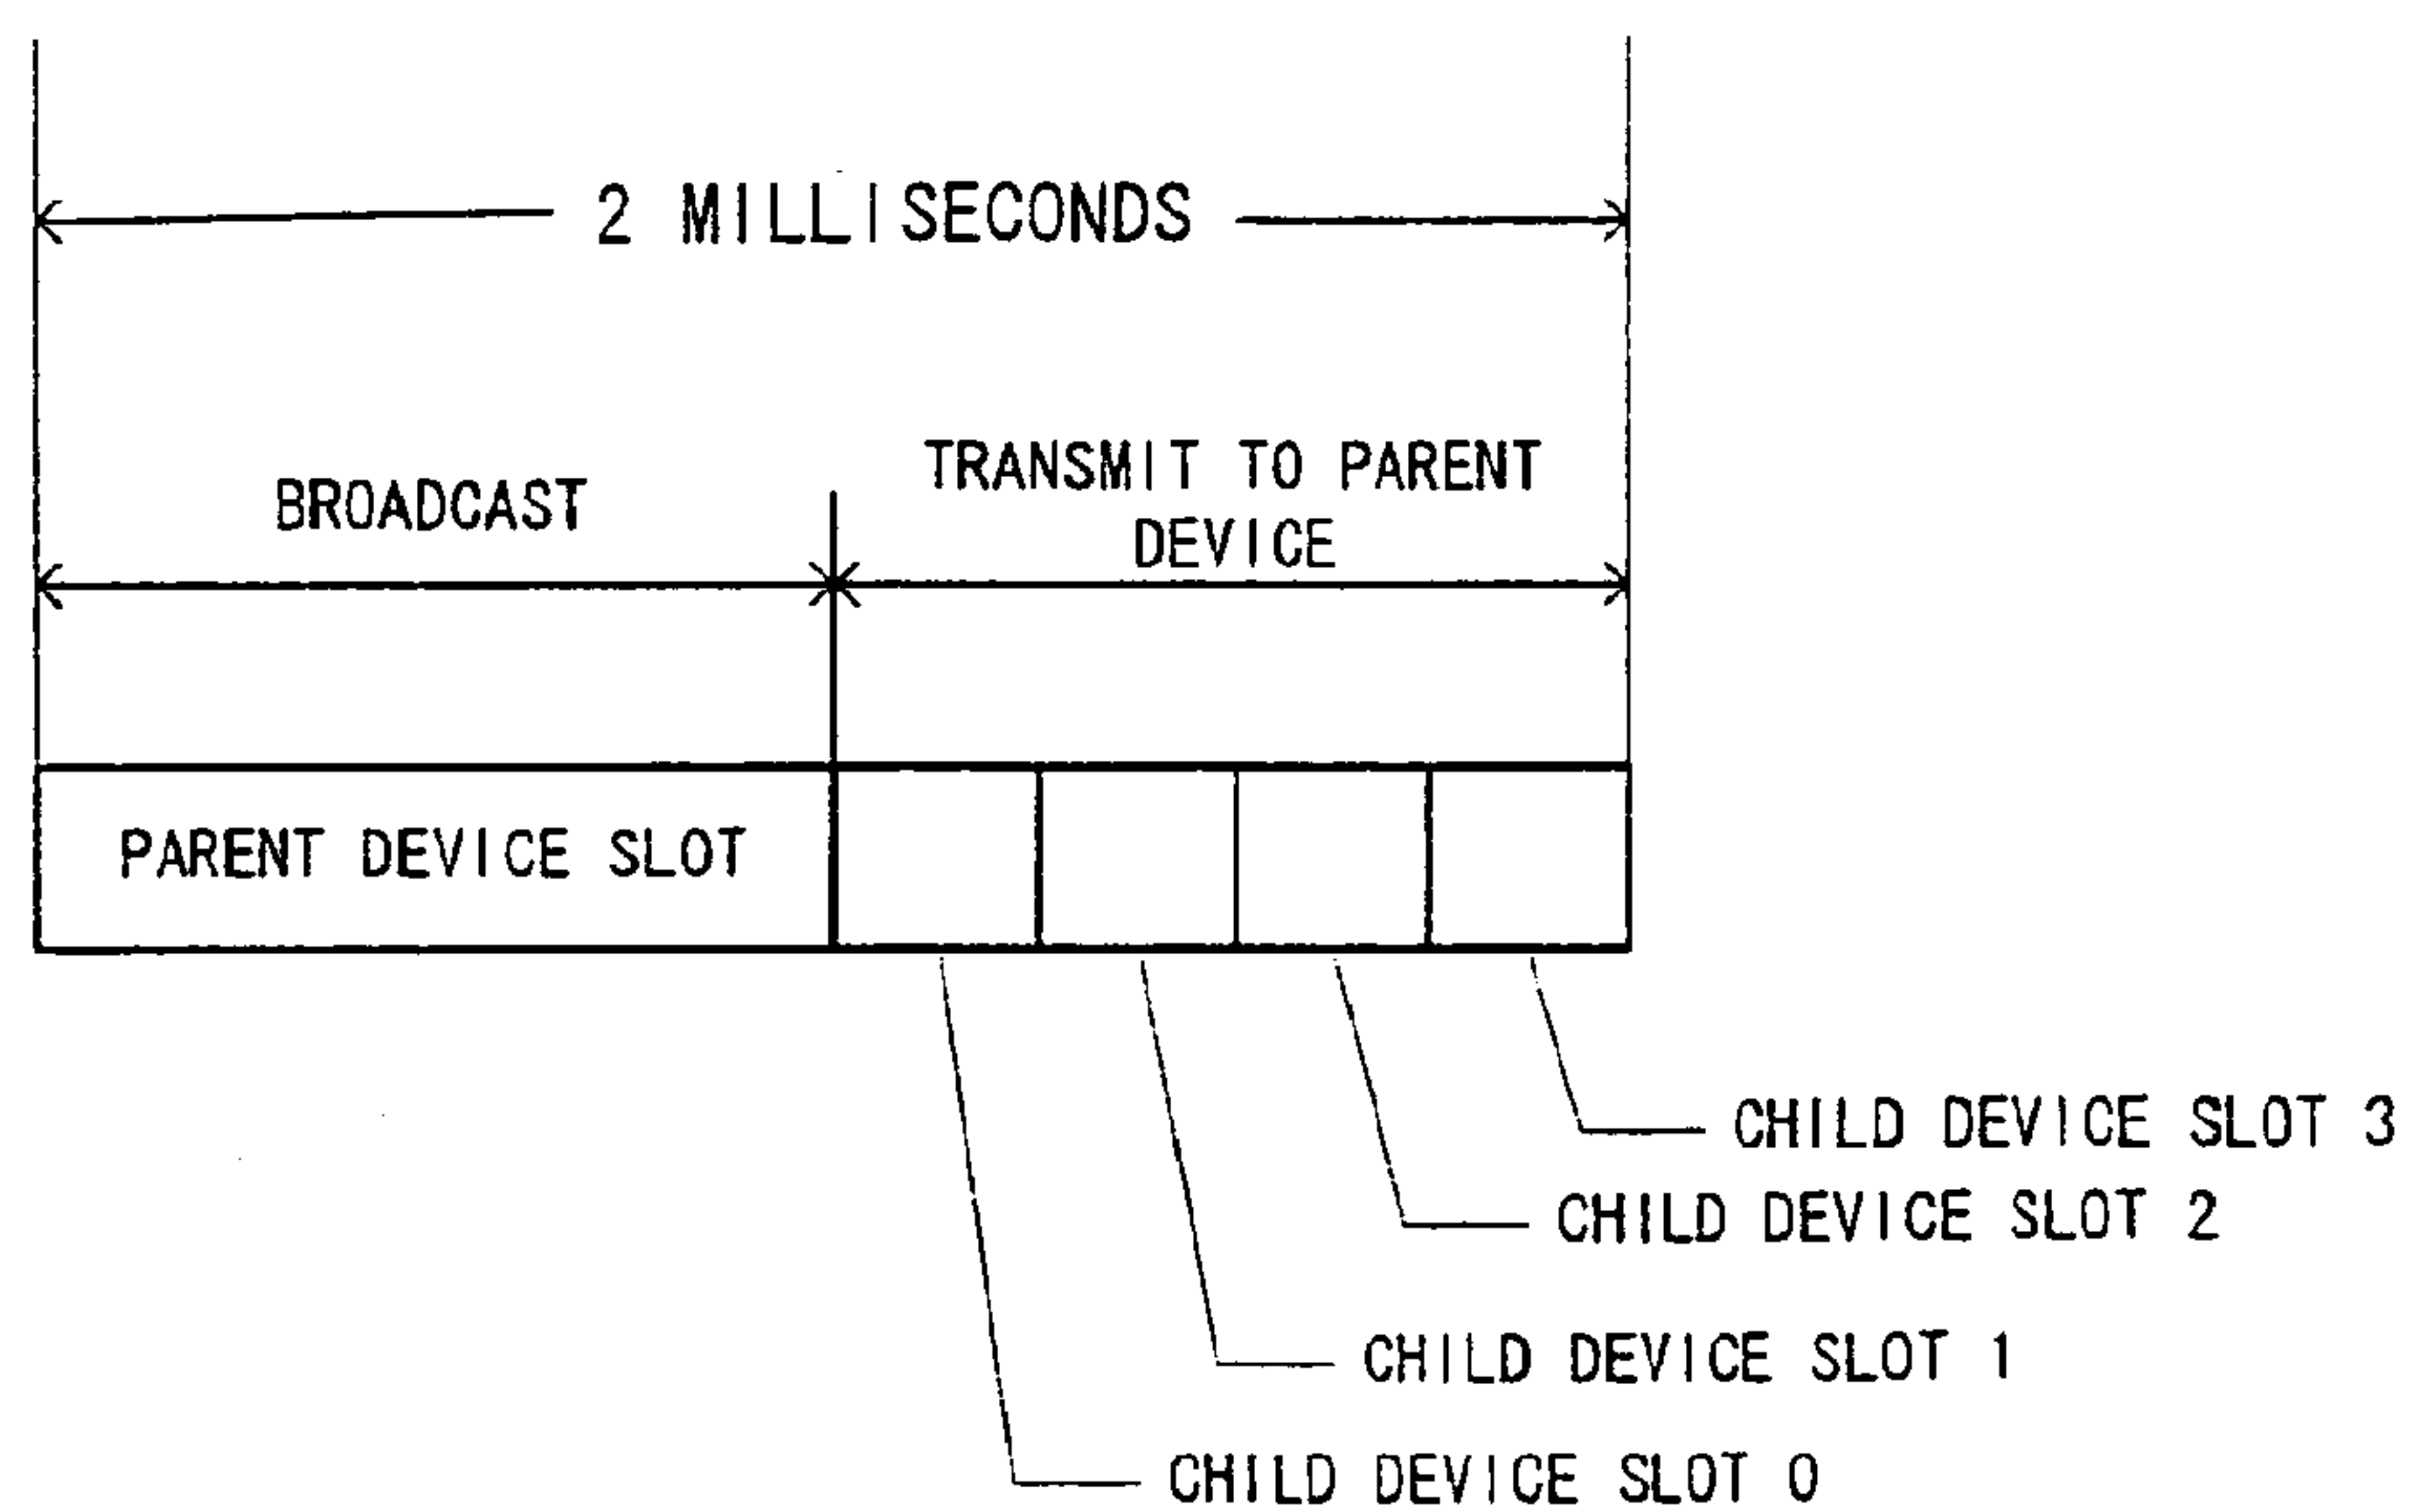 2 MILLISECONDS
BROADCAST
TRANSMIT TO PARENT
DEVICE
PARENT DEVICE SLOT
CHILD DEVICE SLOT 3
CHILD DEVICE SLOT 2
CHILD DEVICE SLOT 1
CHILD DEVICE SLOT 0